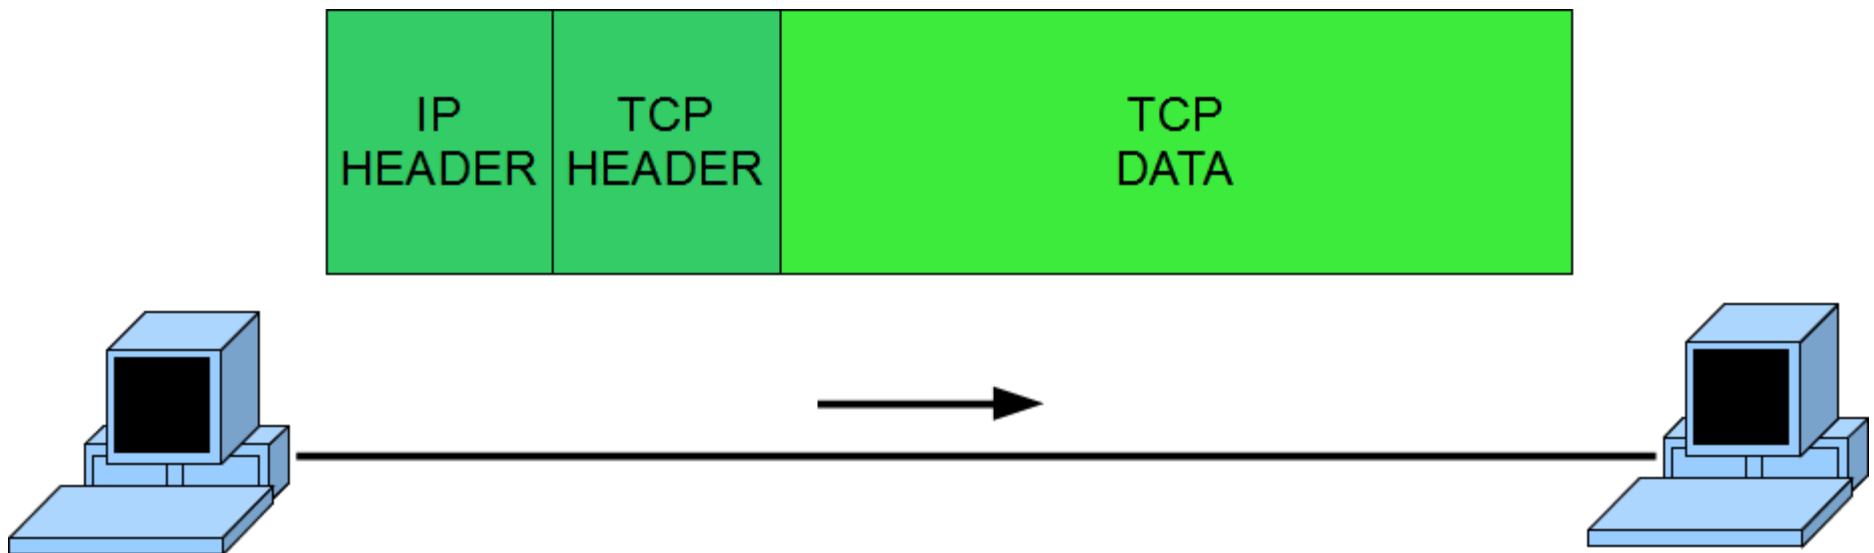 IP
HEADER
TCP
HEADER
TCP
DATA